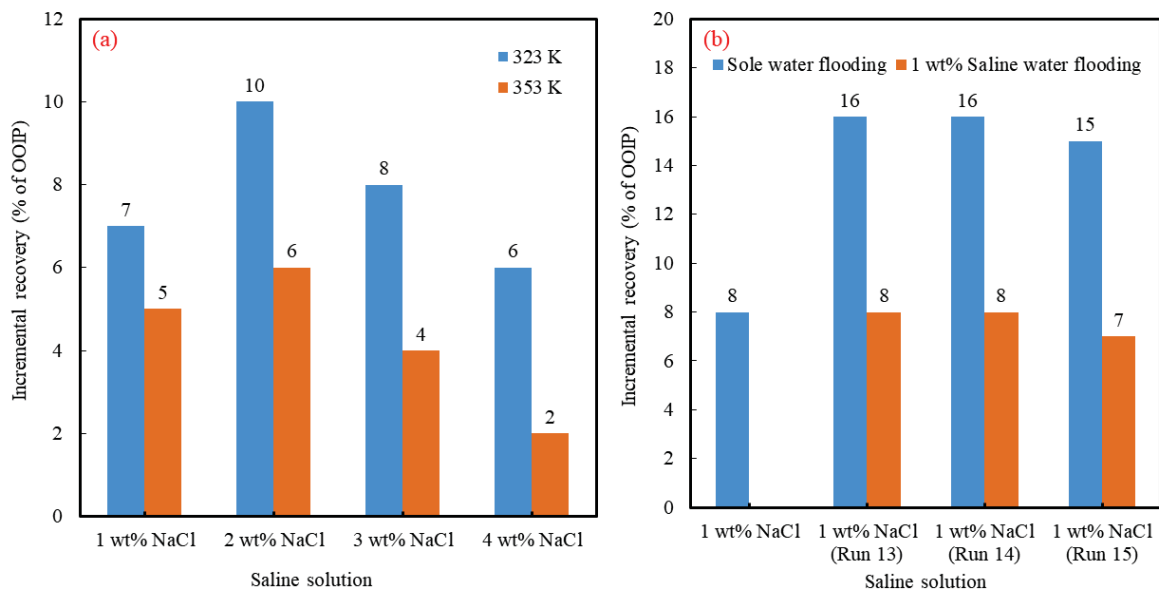 (a)
323 K
353 K
Incremental recovery (% of OOIP)
12
10
8
6
4
2
0
7
5
10
6
8
4
6
2
1 wt% NaCl
2 wt% NaCl
3 wt% NaCl
4 wt% NaCl
Saline solution
(b)
Sole water flooding
1 wt% Saline water flooding
Incremental recovery (% of OOIP)
20
18
16
14
12
10
8
6
4
2
0
8
16
8
16
8
15
7
1 wt% NaCl
1 wt% NaCl
(Run 13)
1 wt% NaCl
(Run 14)
1 wt% NaCl
(Run 15)
Saline solution